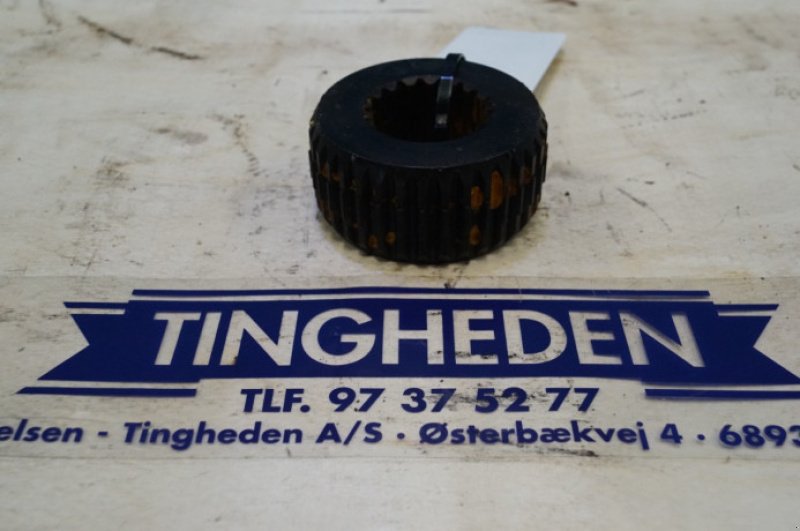 TINGHEDEN
TLF. 97 37 52 77
elsen - Tingheden A/S · Østerbækvej 4 · 6893